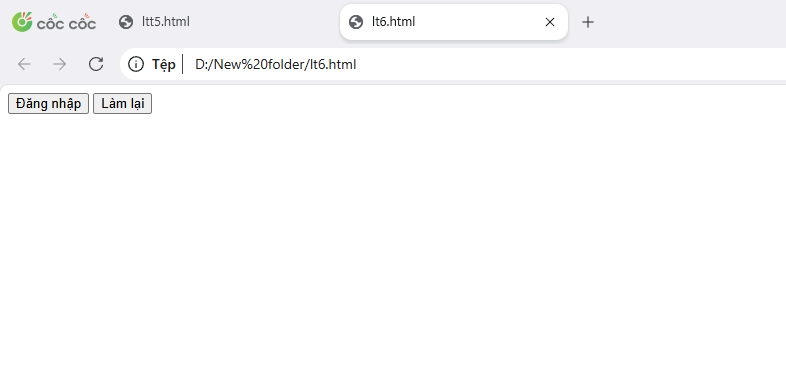 cốc cốc ltt5.html lt6.html
Tệp D:/New%20folder/lt6.html
Đăng nhập Làm lại